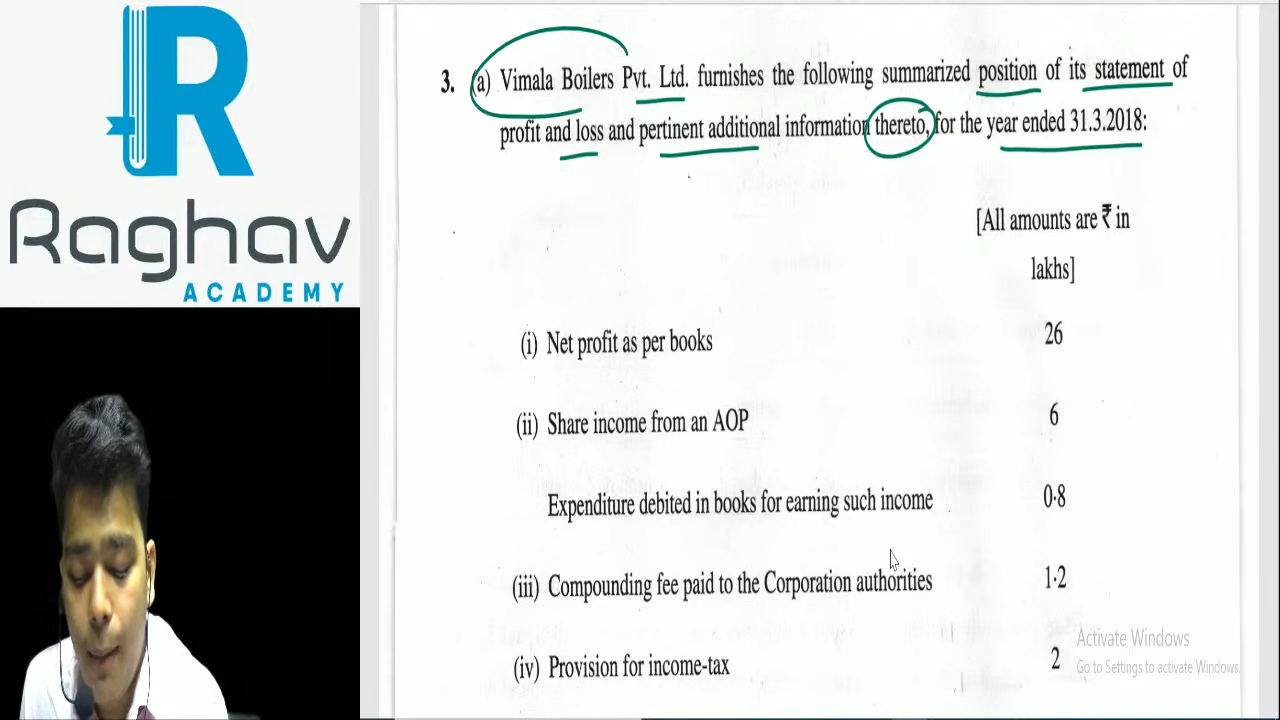 Raghav
ACADEMY
3. (a) Vimala Boilers Pvt. Ltd. furnishes the following summarized position of its statement of
profit and loss and pertinent additional information thereto, for the year ended 31.3.2018:
[All amounts are ₹ in
lakhs]
(i) Net profit as per books 26
(ii) Share income from an AOP 6
Expenditure debited in books for earning such income 0·8
(iii) Compounding fee paid to the Corporation authorities 1·2
(iv) Provision for income-tax 2
Activate Windows
Go to Settings to activate Windows.